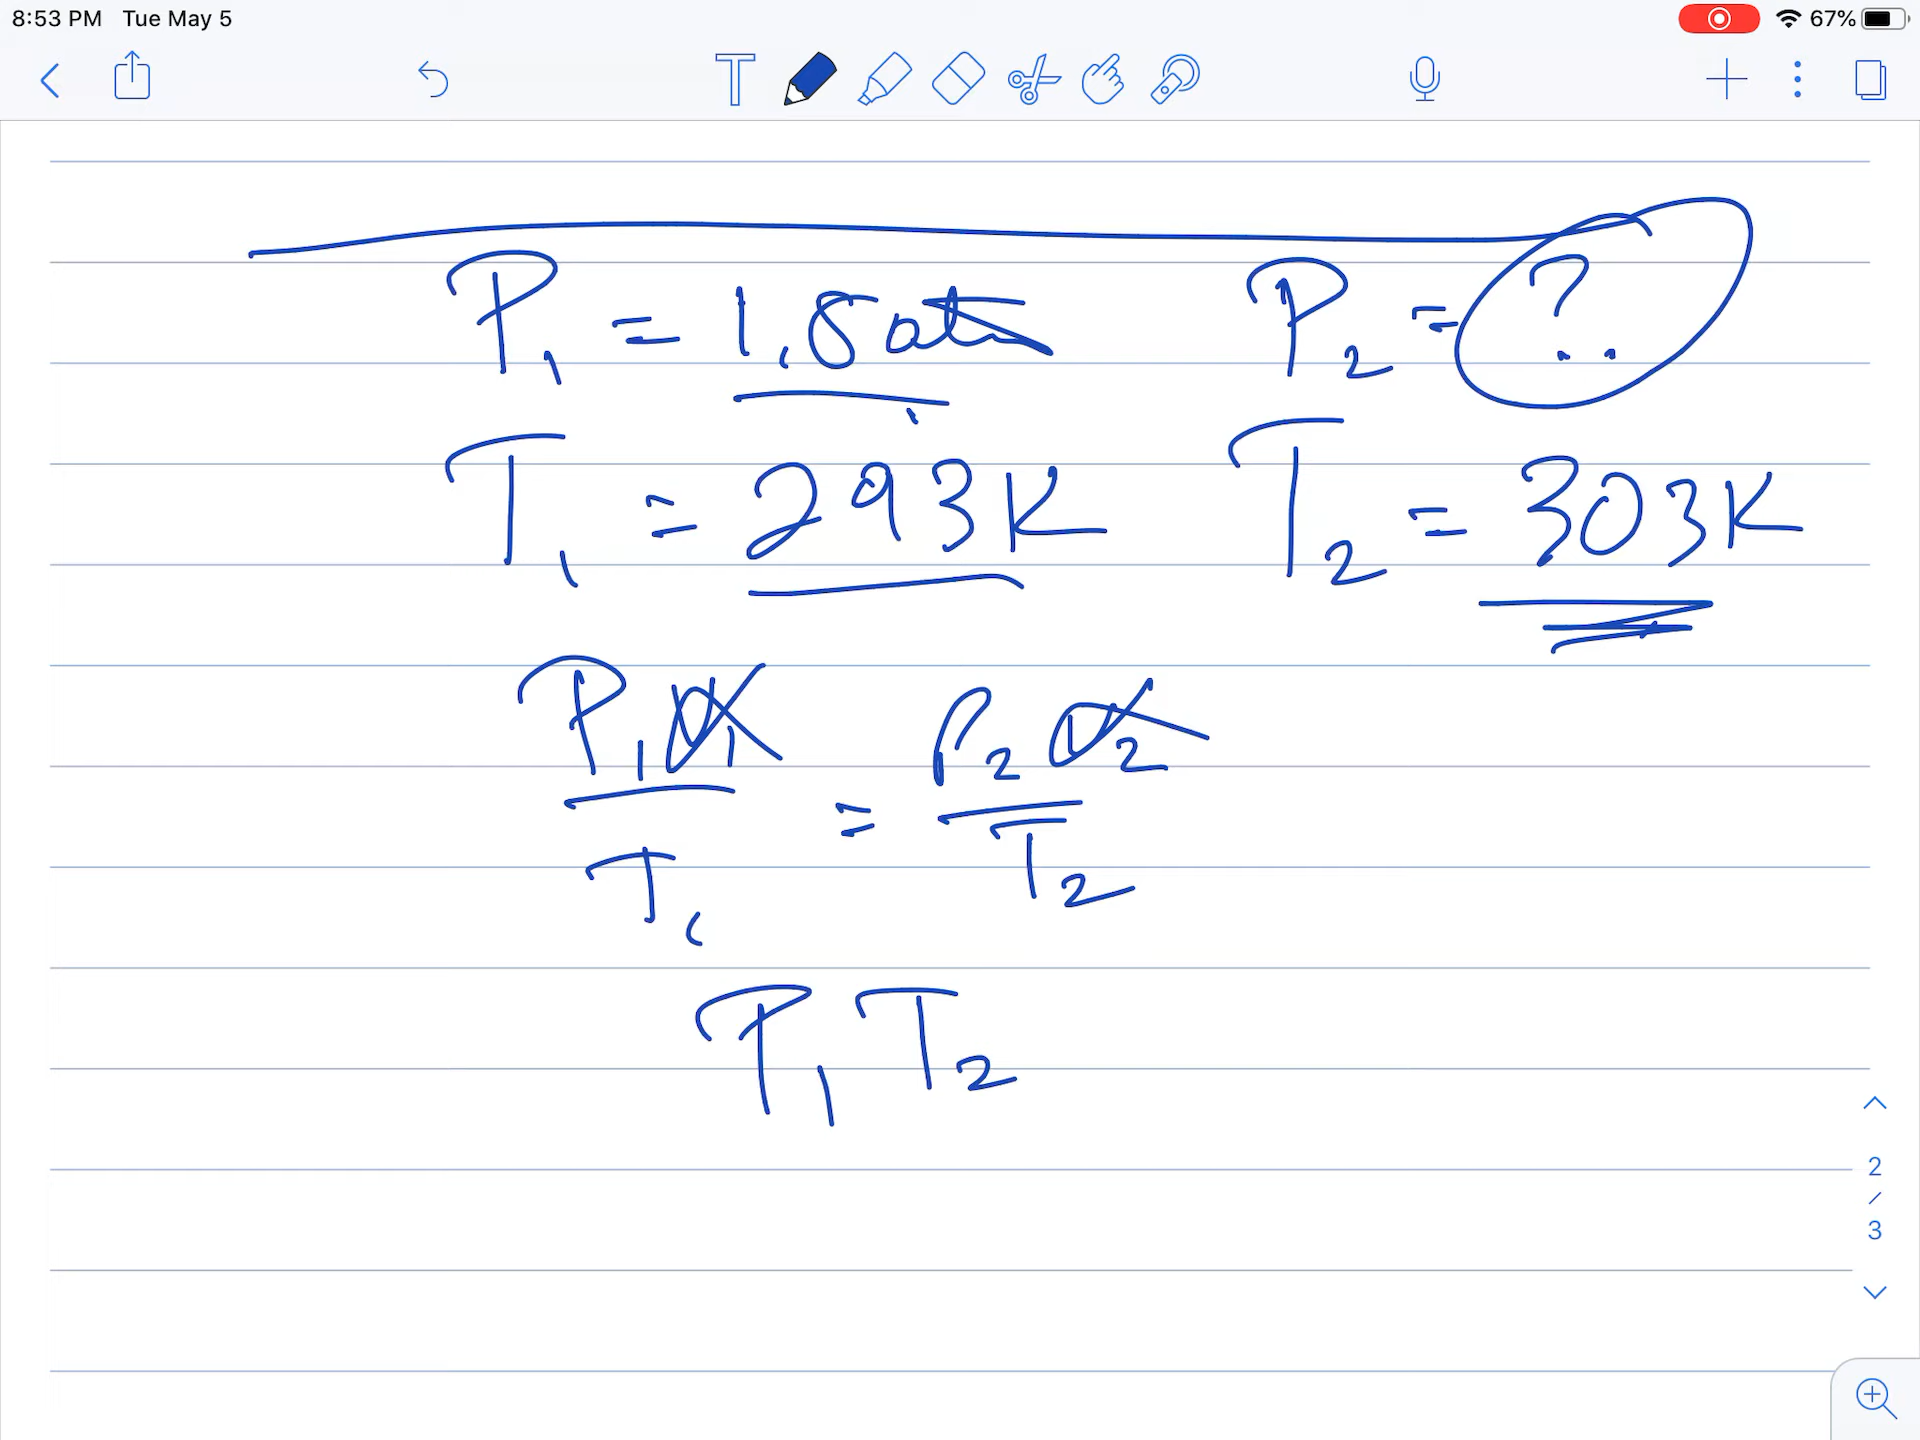 8:53 PM Tue May 5 67%
T
P₁ = 1.8 atm P₂ = ?
T₁ = 293K T₂ = 303K
P₁V₁ = P₂V₂
T₁ T₂
P₁T₂
2
/
3